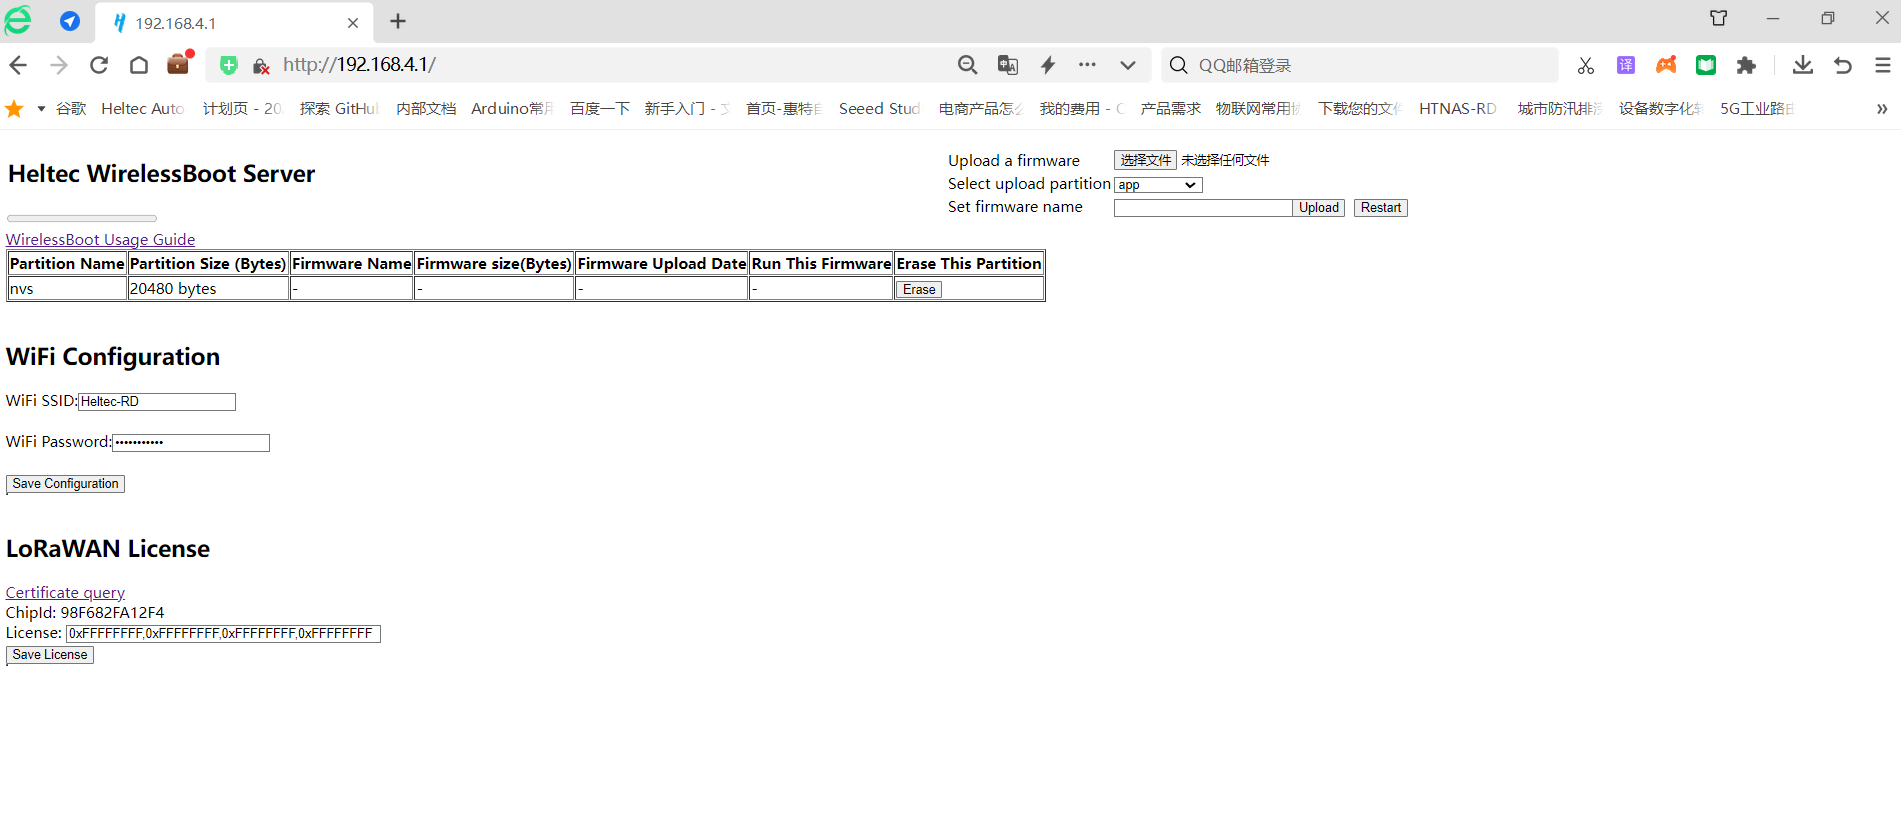 192.168.4.1
http://192.168.4.1/
QQ邮箱登录
译
谷歌 Heltec Auto 计划页 - 20 探索 GitHu 内部文档 Arduino常用 百度一下 新手入门 - 首页-惠特 Seeed Stud 电商产品怎么 我的费用 - C 产品需求 物联网常用协 下载您的文件 HTNAS-RD 城市防汛排涝 设备数字化转 5G工业路由
Heltec WirelessBoot Server
Upload a firmware 选择文件 未选择任何文件
Select upload partition app
Set firmware name Upload Restart
WirelessBoot Usage Guide
Partition Name Partition Size (Bytes) Firmware Name Firmware size(Bytes) Firmware Upload Date Run This Firmware Erase This Partition
nvs 20480 bytes - - - - Erase
WiFi Configuration
WiFi SSID: Heltec-RD
WiFi Password: •••••••••••
Save Configuration
LoRaWAN License
Certificate query
ChipId: 98F682FA12F4
License: 0xFFFFFFFF,0xFFFFFFFF,0xFFFFFFFF,0xFFFFFFFF
Save License